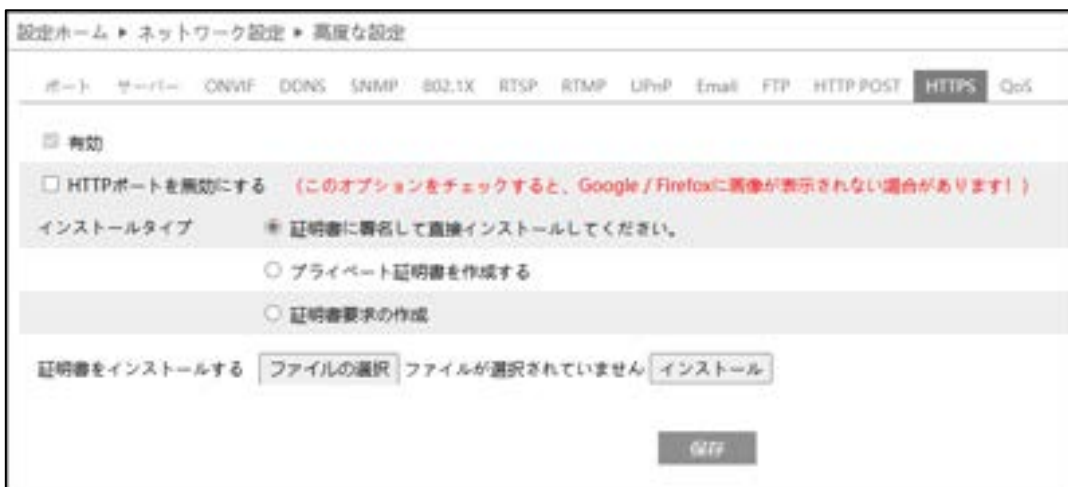 設定ホーム ▶ ネットワーク設定 ▶ 高度な設定
ポート サーバー ONVIF DDNS SNMP 802.1X RTSP RTMP UPnP Email FTP HTTP POST HTTPS QoS
有効
HTTPポートを無効にする (このオプションをチェックすると、Google / Firefoxに画像が表示されない場合があります! )
インストールタイプ 証明書に署名して直接インストールしてください。
プライベート証明書を作成する
証明書要求の作成
証明書をインストールする ファイルの選択 ファイルが選択されていません インストール
保存